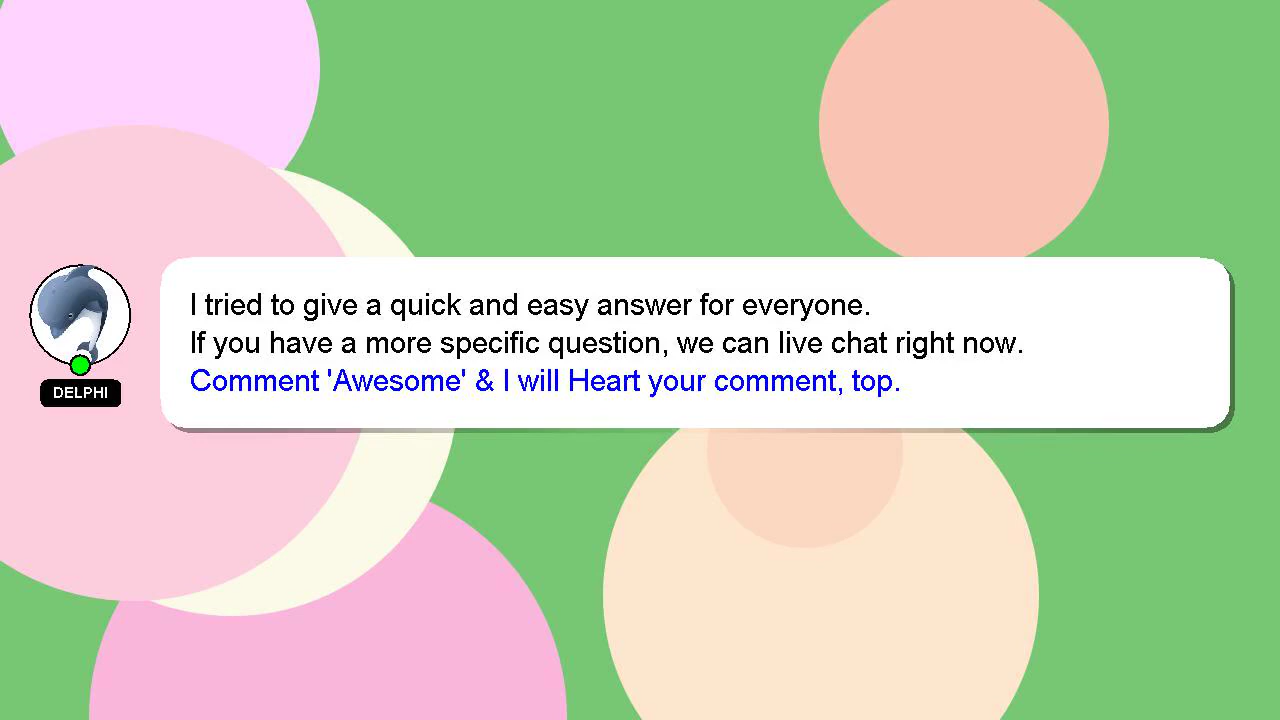 I tried to give a quick and easy answer for everyone.
If you have a more specific question, we can live chat right now.
Comment 'Awesome' & I will Heart your comment, top.
DELPHI